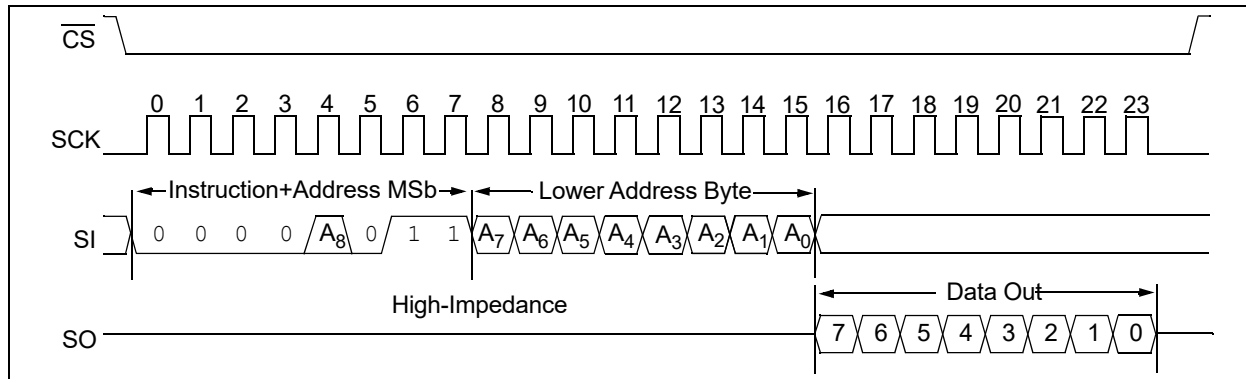 CS
0 1 2 3 4 5 6 7 8 9 10 11 12 13 14 15 16 17 18 19 20 21 22 23
SCK
Instruction+Address MSb Lower Address Byte
SI 0 0 0 0 A8 0 1 1 A7 A6 A5 A4 A3 A2 A1 A0
High-Impedance Data Out
SO 7 6 5 4 3 2 1 0